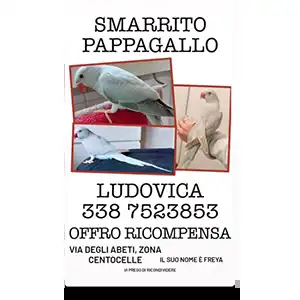 SMARRITO
PAPPAGALLO
LUDOVICA
338 7523853
OFFRO RICOMPENSA
VIA DEGLI ABETI, ZONA
CENTOCELLE IL SUO NOME È FREYA
VI PREGO DI RICONDIVIDERE